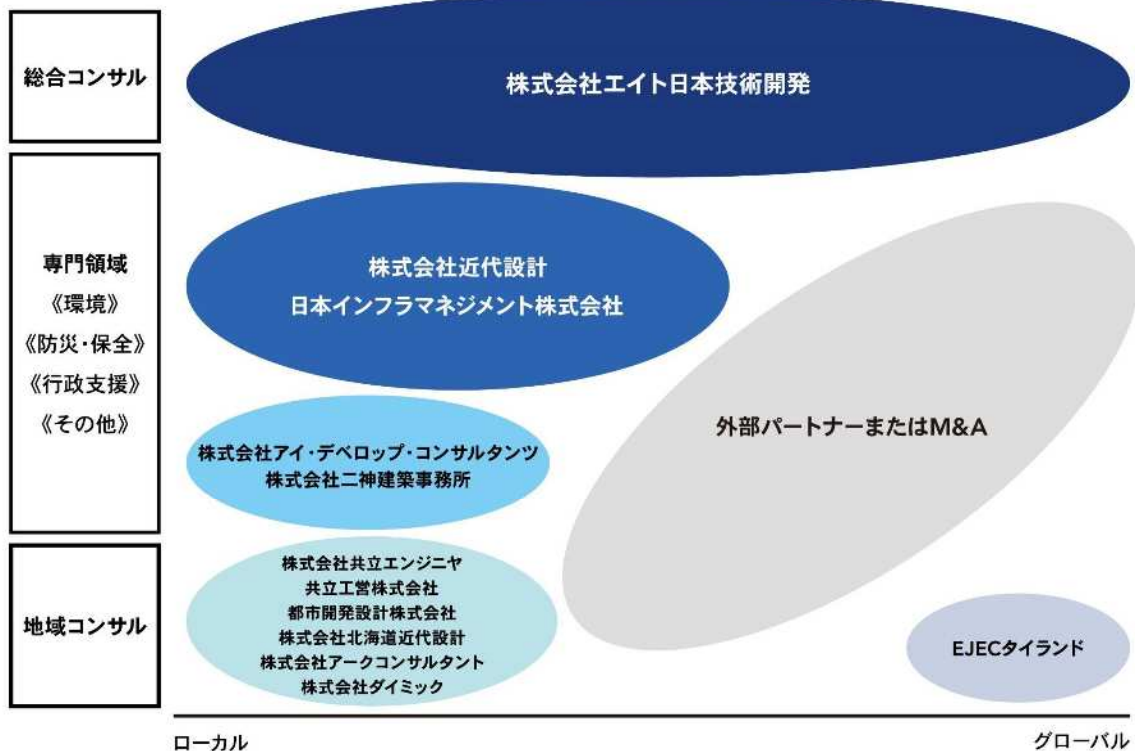 総合コンサル
株式会社エイト日本技術開発
専門領域
《環境》
《防災・保全》
《行政支援》
《その他》
株式会社近代設計
日本インフラマネジメント株式会社
外部パートナーまたはM&A
株式会社アイ・デベロップ・コンサルタンツ
株式会社二神建築事務所
地域コンサル
株式会社共立エンジニヤ
共立工営株式会社
都市開発設計株式会社
株式会社北海道近代設計
株式会社アークコンサルタント
株式会社ダイミック
EJECタイランド
ローカル
グローバル